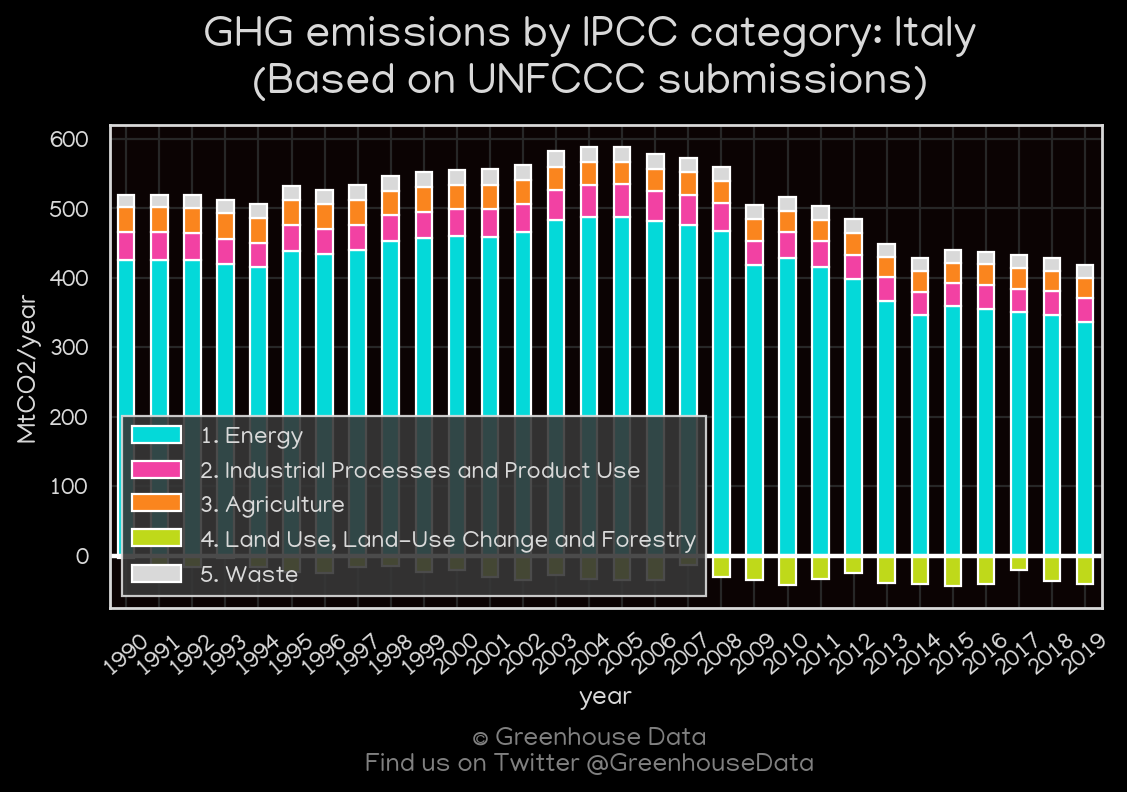 GHG emissions by IPCC category: Italy
(Based on UNFCCC submissions)
600
500
400
300
200
100
0
MtCO2/year
1. Energy
2. Industrial Processes and Product Use
3. Agriculture
4. Land Use, Land-Use Change and Forestry
5. Waste
1990 1991 1992 1993 1994 1995 1996 1997 1998 1999 2000 2001 2002 2003 2004 2005 2006 2007 2008 2009 2010 2011 2012 2013 2014 2015 2016 2017 2018 2019
year
© Greenhouse Data
Find us on Twitter @GreenhouseData